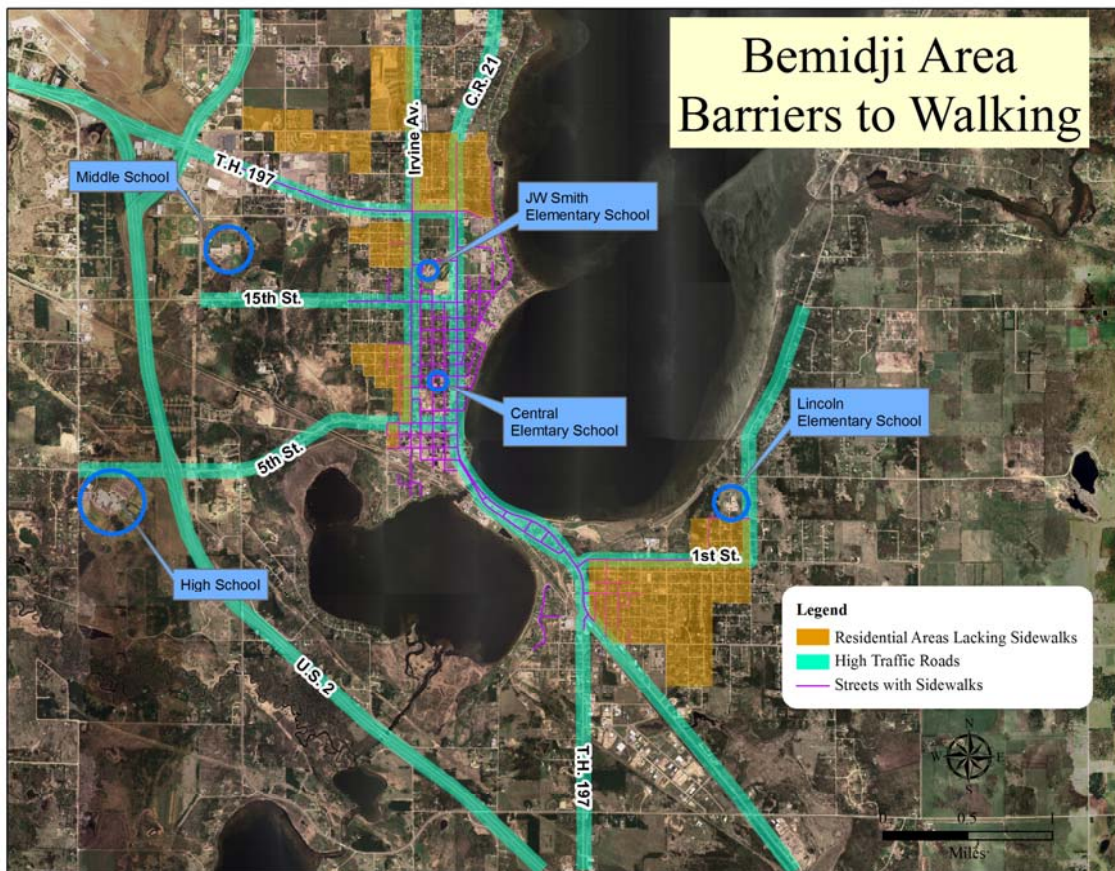 Bemidji Area
Barriers to Walking
Irvine Av.
C.R. 21
T.H. 197
Middle School
JW Smith
Elementary School
15th St.
Central
Elemtary School
Lincoln
Elementary School
5th St.
High School
1st St.
U.S. 2
T.H. 197
Legend
Residential Areas Lacking Sidewalks
High Traffic Roads
Streets with Sidewalks
N
W E
S
0 0.5 1
Miles